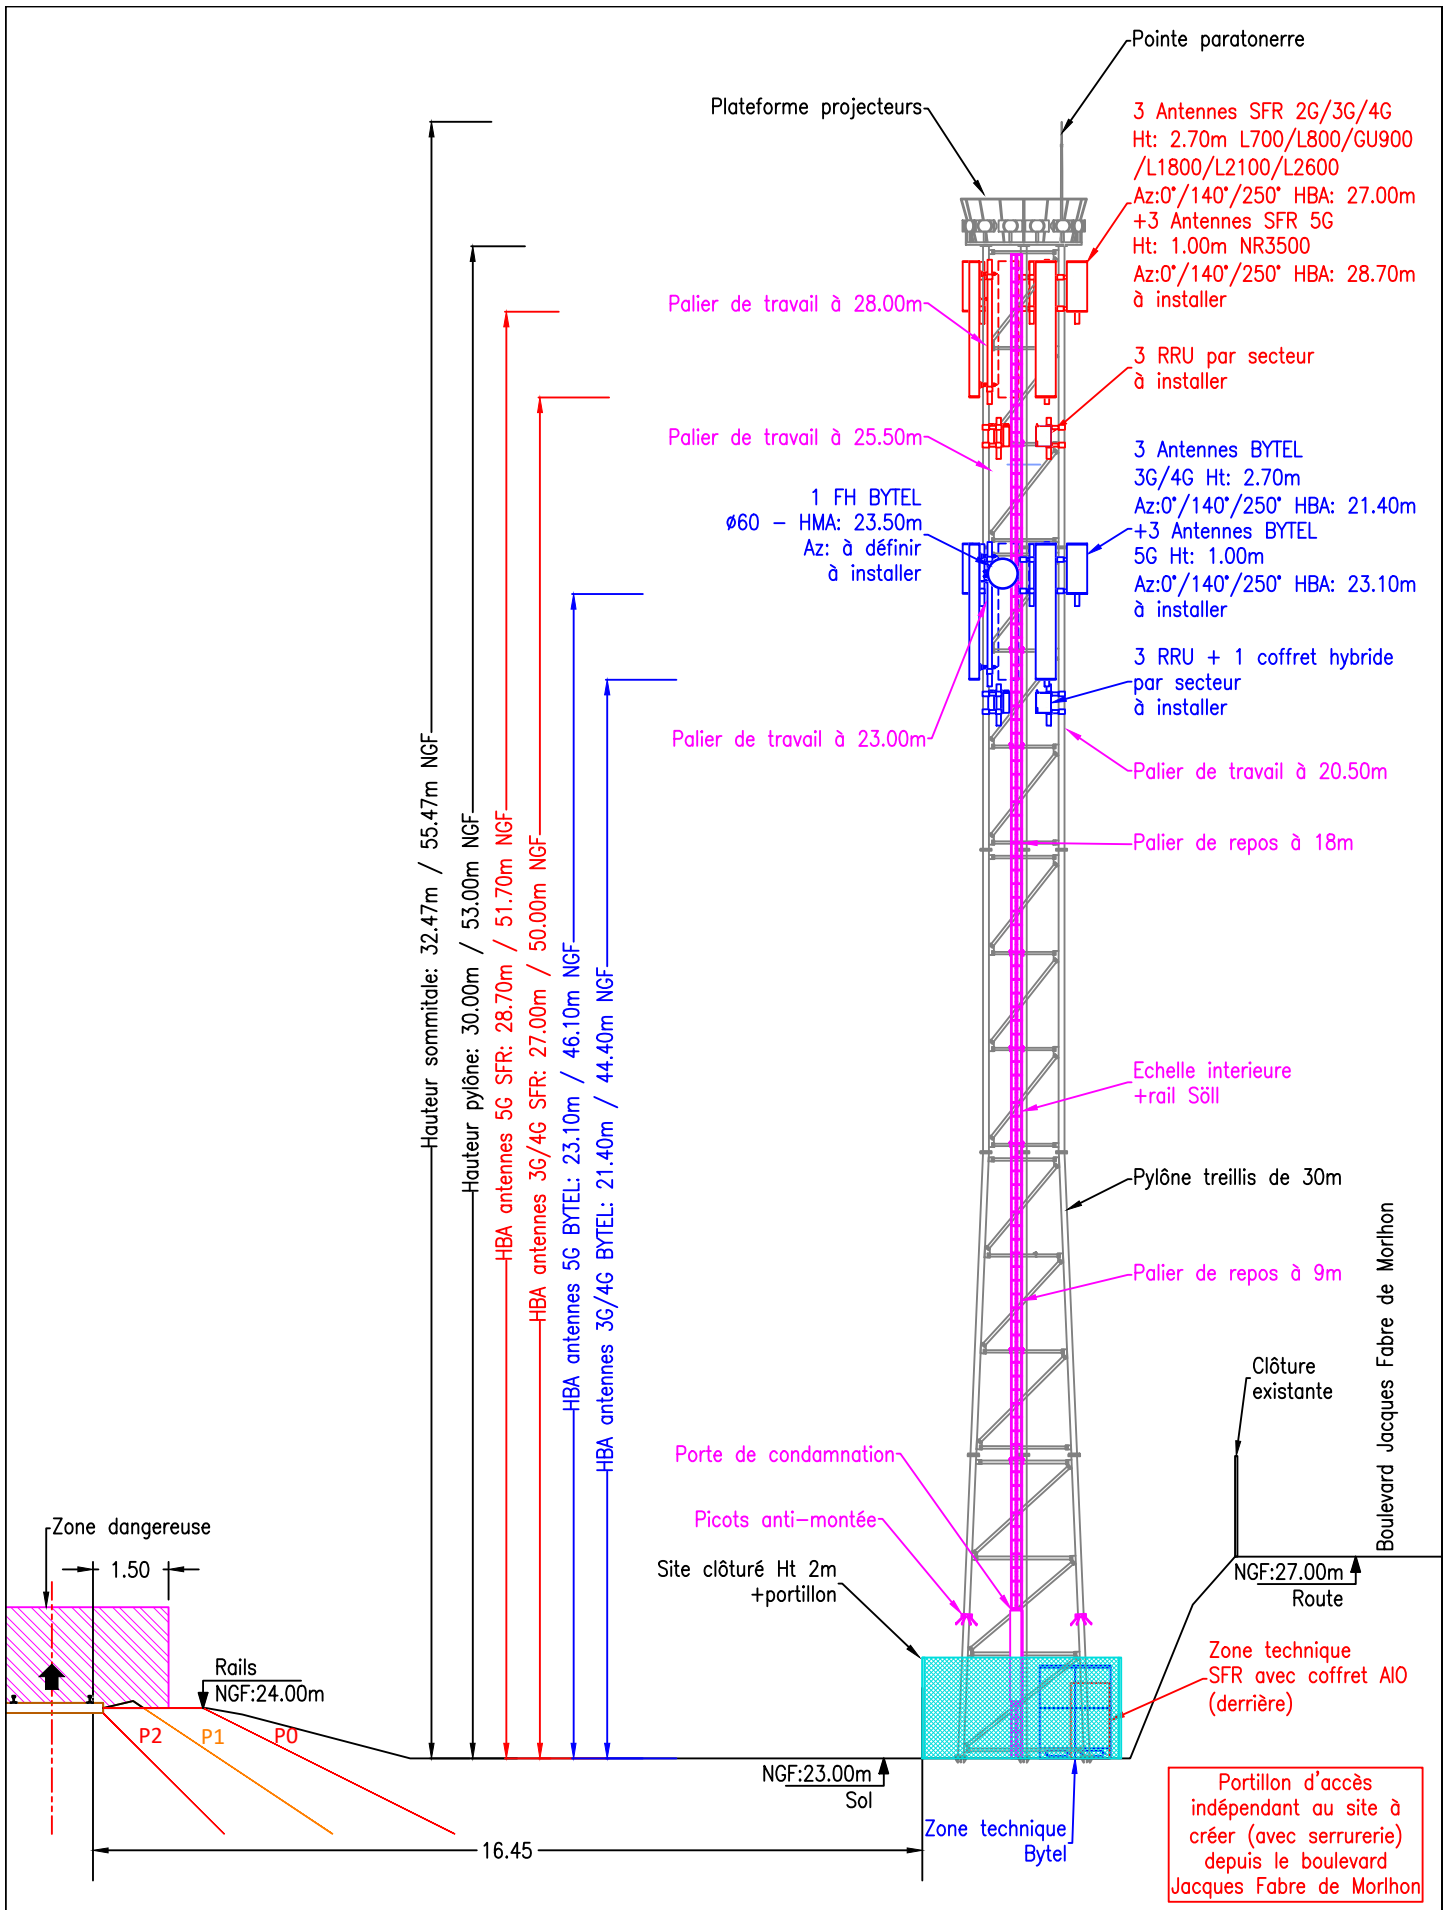 Pointe paratonerre
Plateforme projecteurs
3 Antennes SFR 2G/3G/4G
Ht: 2.70m L700/L800/GU900
/L1800/L2100/L2600
Az:0°/140°/250° HBA: 27.00m
+3 Antennes SFR 5G
Ht: 1.00m NR3500
Az:0°/140°/250° HBA: 28.70m
à installer
Palier de travail à 28.00m
3 RRU par secteur
à installer
Palier de travail à 25.50m
3 Antennes BYTEL
3G/4G Ht: 2.70m
Az:0°/140°/250° HBA: 21.40m
+3 Antennes BYTEL
5G Ht: 1.00m
Az:0°/140°/250° HBA: 23.10m
à installer
1 FH BYTEL
ø60 - HMA: 23.50m
Az: à définir
à installer
3 RRU + 1 coffret hybride
par secteur
à installer
Palier de travail à 23.00m
Palier de travail à 20.50m
Palier de repos à 18m
Hauteur sommitale: 32.47m / 55.47m NGF
Hauteur pylône: 30.00m / 53.00m NGF
HBA antennes 5G SFR: 28.70m / 51.70m NGF
HBA antennes 3G/4G SFR: 27.00m / 50.00m NGF
HBA antennes 5G BYTEL: 23.10m / 46.10m NGF
HBA antennes 3G/4G BYTEL: 21.40m / 44.40m NGF
Echelle interieure
+rail Söll
Pylône treillis de 30m
Palier de repos à 9m
Boulevard Jacques Fabre de Morlhon
Clôture
existante
Porte de condamnation
Picots anti-montée
Site clôturé Ht 2m
+portillon
Zone dangereuse
1.50
NGF:27.00m
Route
Rails
NGF:24.00m
Zone technique
SFR avec coffret AIO
(derrière)
P2
P1
P0
NGF:23.00m
Sol
Zone technique
Bytel
16.45
Portillon d'accès
indépendant au site à
créer (avec serrurerie)
depuis le boulevard
Jacques Fabre de Morlhon